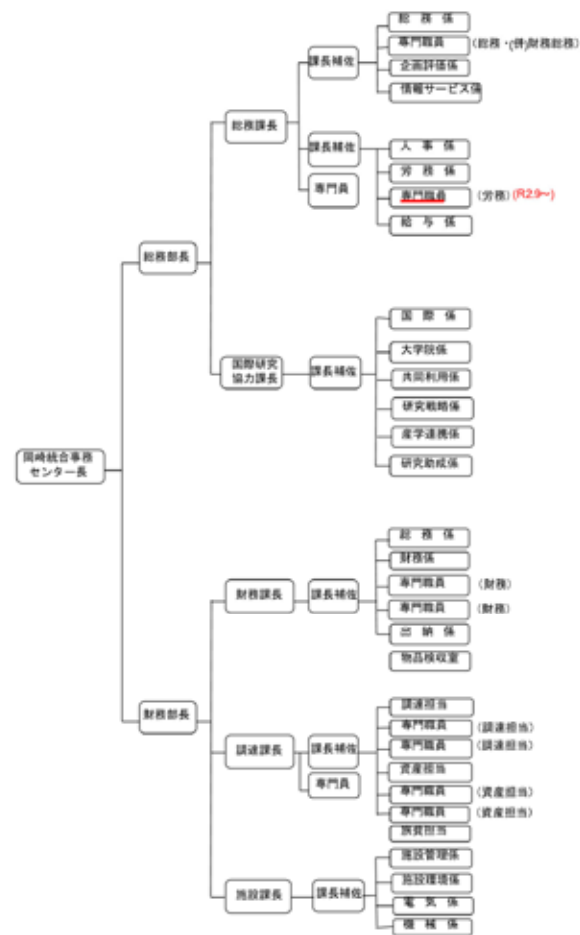 総務係
専門職員 (総務・(併)財務総務)
課長補佐
企画評価係
情報サービス係
総務課長
課長補佐
人事係
労務係
専門員
専門職員 (労務)(R2.9~)
給与係
総務部長
国際係
大学院係
国際研究
協力課長
課長補佐
共同利用係
研究戦略係
産学連携係
研究助成係
岡崎統合事務
センター長
総務係
財務係
財務課長
課長補佐
専門職員 (財務)
専門職員 (財務)
出納係
物品検収室
財務部長
調達担当
専門職員 (調達担当)
調達課長
課長補佐
専門職員 (調達担当)
資産担当
専門員
専門職員 (資産担当)
専門職員 (資産担当)
旅費担当
施設管理係
施設環境係
施設課長
課長補佐
電気係
機械係